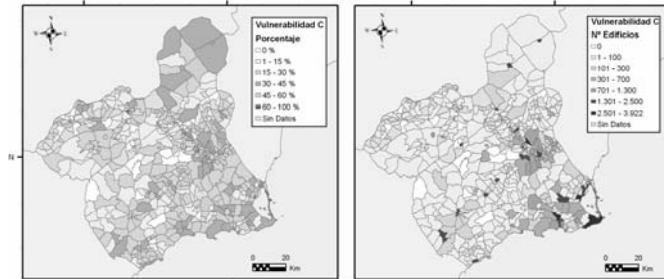 Vulnerabilidad C
Porcentaje
0 %
1 - 15 %
15 - 30 %
30 - 45 %
45 - 60 %
60 - 100 %
Sin Datos
N
0 20
Km
Vulnerabilidad C
Nº Edificios
0
1 - 100
101 - 300
301 - 700
701 - 1.300
1.301 - 2.500
2.501 - 3.922
Sin Datos
0 20
Km